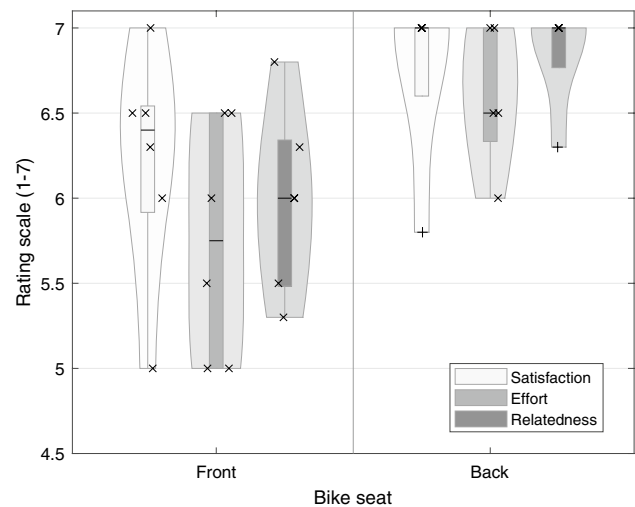 7
6.5
6
5.5
5
4.5
Rating scale (1-7)
Satisfaction
Effort
Relatedness
Front
Back
Bike seat